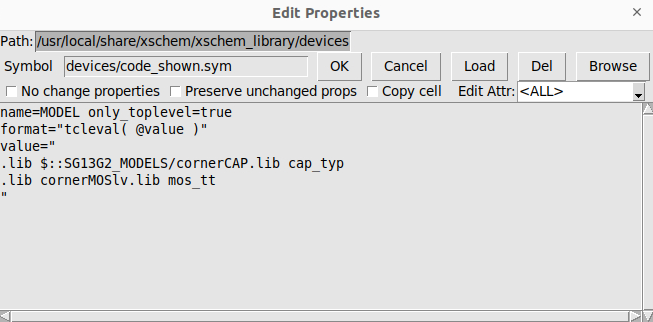 Edit Properties ×
Path: /usr/local/share/xschem/xschem_library/devices
Symbol devices/code_shown.sym OK Cancel Load Del Browse
No change properties Preserve unchanged props Copy cell Edit Attr: <ALL>
name=MODEL only_toplevel=true
format="tcleval( @value )"
value="
.lib $::SG13G2_MODELS/cornerCAP.lib cap_typ
.lib cornerMOSlv.lib mos_tt
"